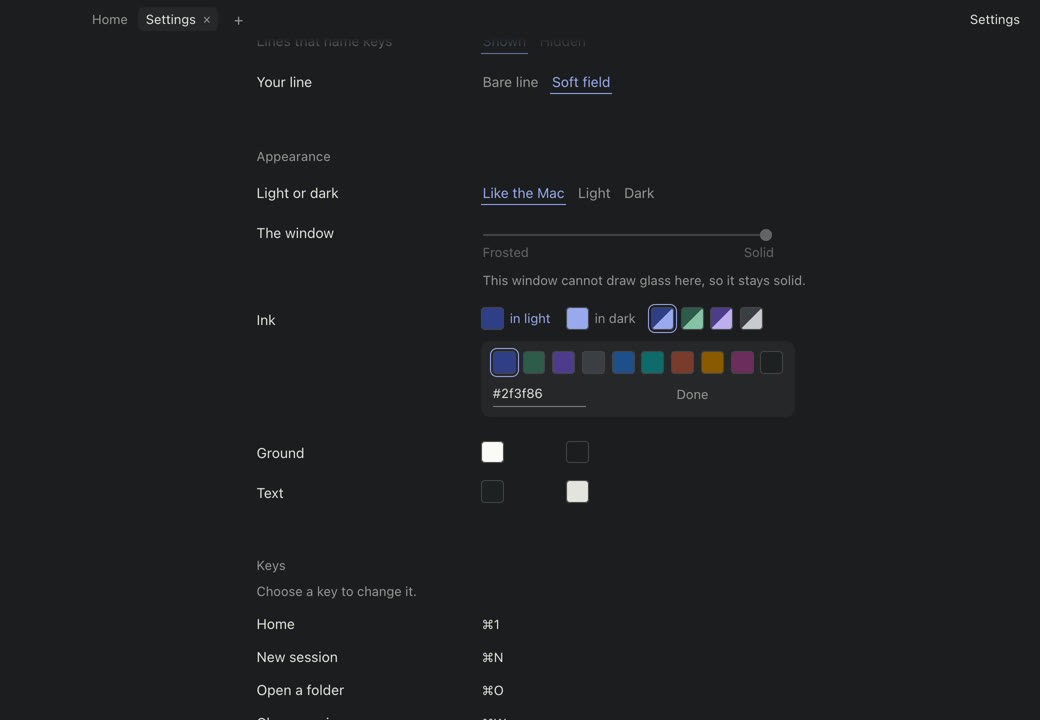 Home Settings × + Settings
Lines that name keys Shown Hidden
Your line Bare line Soft field
Appearance
Light or dark Like the Mac Light Dark
The window
Frosted Solid
This window cannot draw glass here, so it stays solid.
Ink in light in dark
#2f3f86 Done
Ground
Text
Keys
Choose a key to change it.
Home ⌘1
New session ⌘N
Open a folder ⌘O